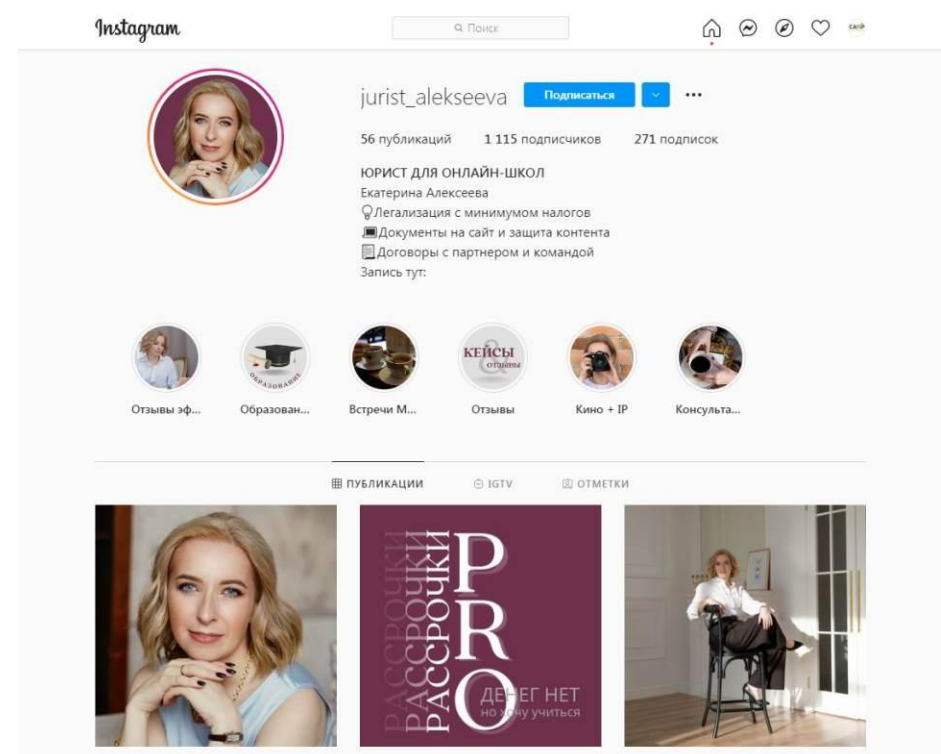 Instagram
Поиск
jurist_alekseeva Подписаться
56 публикаций 1 115 подписчиков 271 подписок
ЮРИСТ ДЛЯ ОНЛАЙН-ШКОЛ
Екатерина Алексеева
Легализация с минимумом налогов
Документы на сайт и защита контента
Договоры с партнером и командой
Запись тут:
ОБРАЗОВАНИЕ
КЕЙСЫ
&
отзывы
Отзывы эф... Образован... Встречи М... Отзывы Кино + IP Консульта...
ПУБЛИКАЦИИ IGTV ОТМЕТКИ
РАССРОЧКИ
РАССРОЧКИ
РАССРОЧКИ
PRO
ДЕНЕГ НЕТ
но хочу учиться